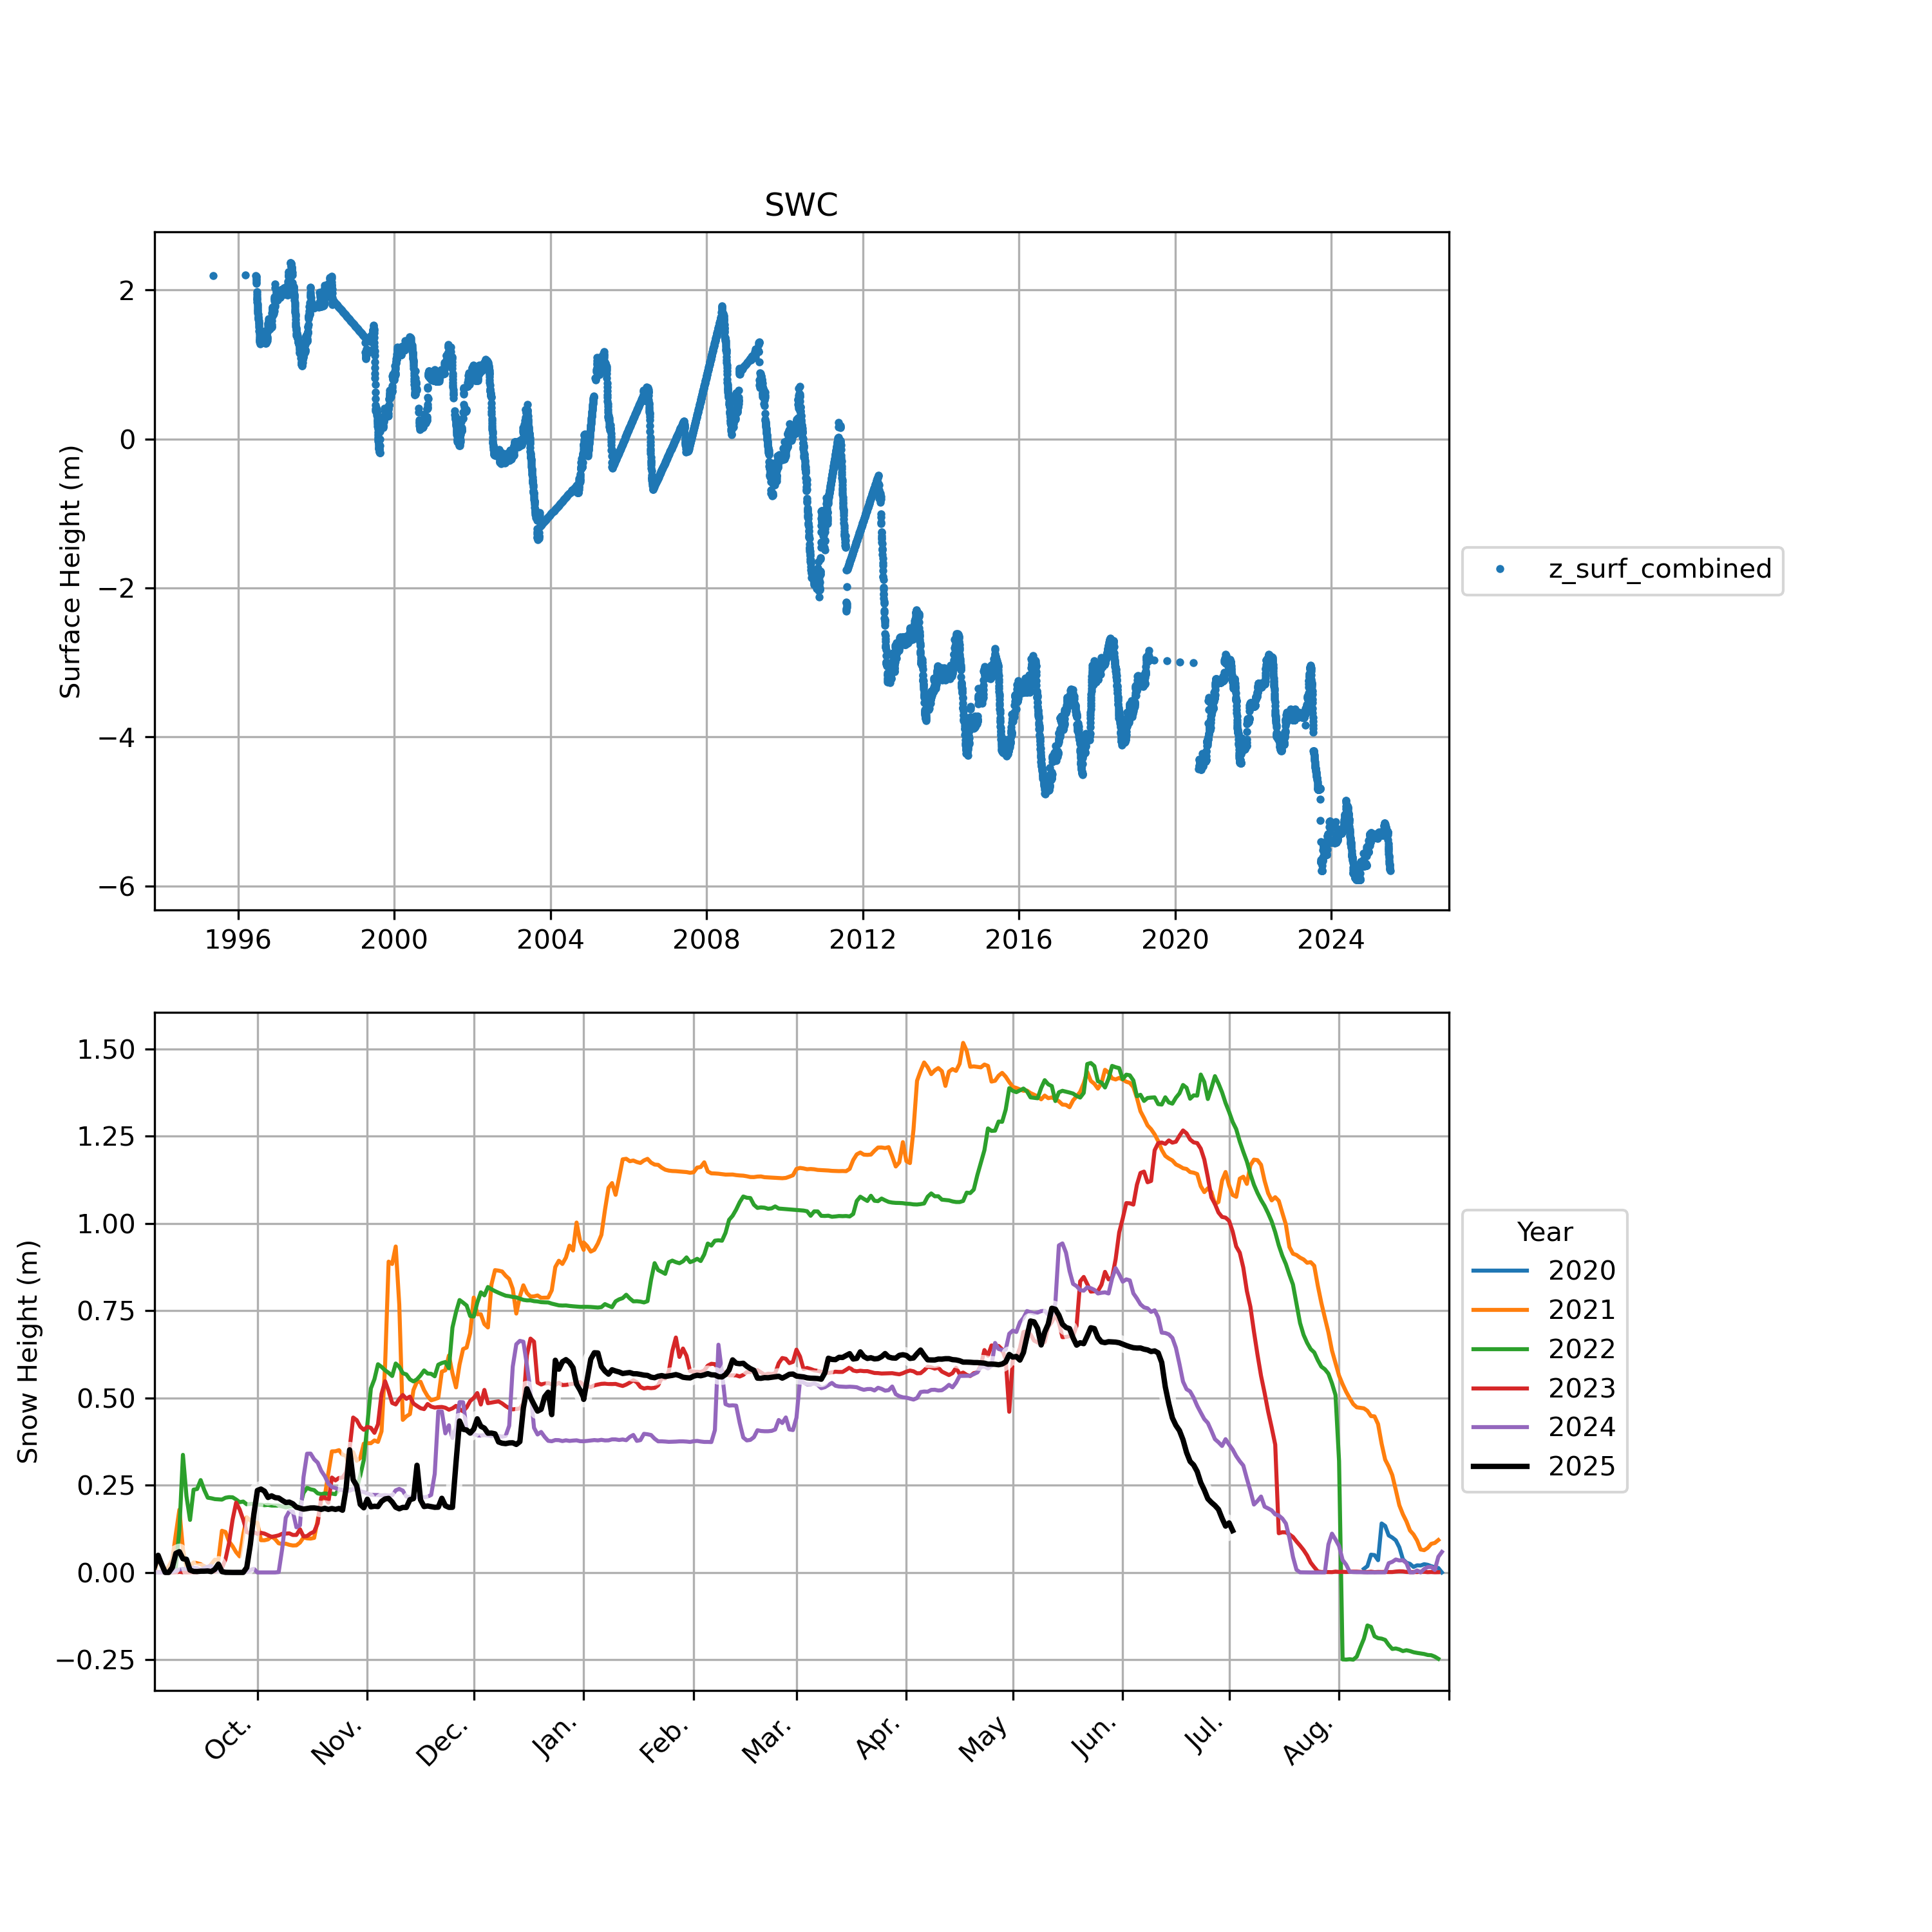 SWC
Surface Height (m)
2
0
−2
−4
−6
1996 2000 2004 2008 2012 2016 2020 2024
z_surf_combined
Snow Height (m)
1.50
1.25
1.00
0.75
0.50
0.25
0.00
−0.25
Oct. Nov. Dec. Jan. Feb. Mar. Apr. May Jun. Jul. Aug.
Year
2020
2021
2022
2023
2024
2025